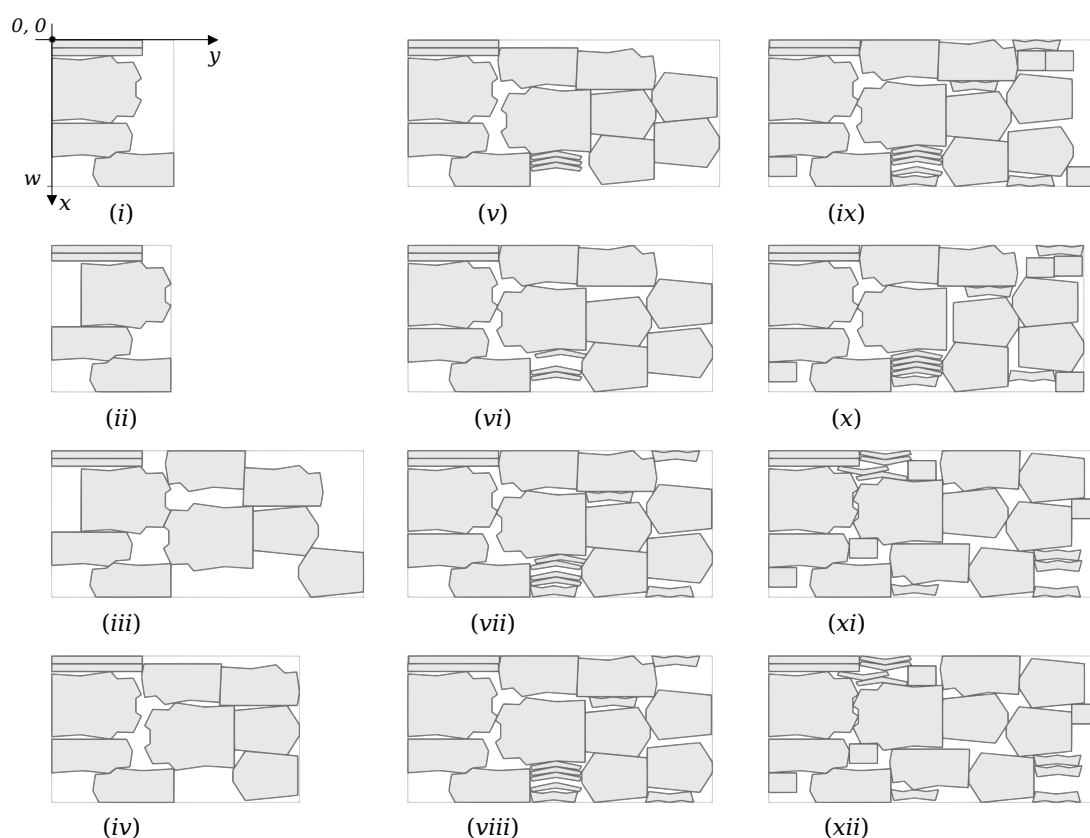 0, 0
y
w
x
(i) (v) (ix)
(ii) (vi) (x)
(iii) (vii) (xi)
(iv) (viii) (xii)